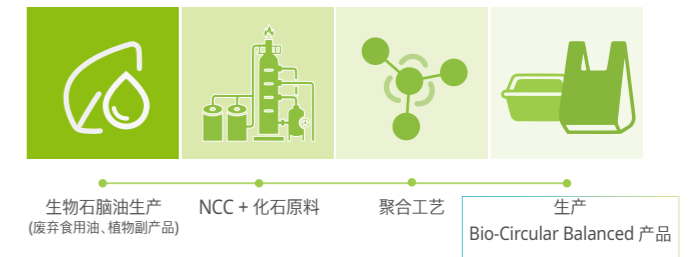 生物石脑油生产
(废弃食用油、植物副产品)
NCC + 化石原料
聚合工艺
生产
Bio-Circular Balanced 产品